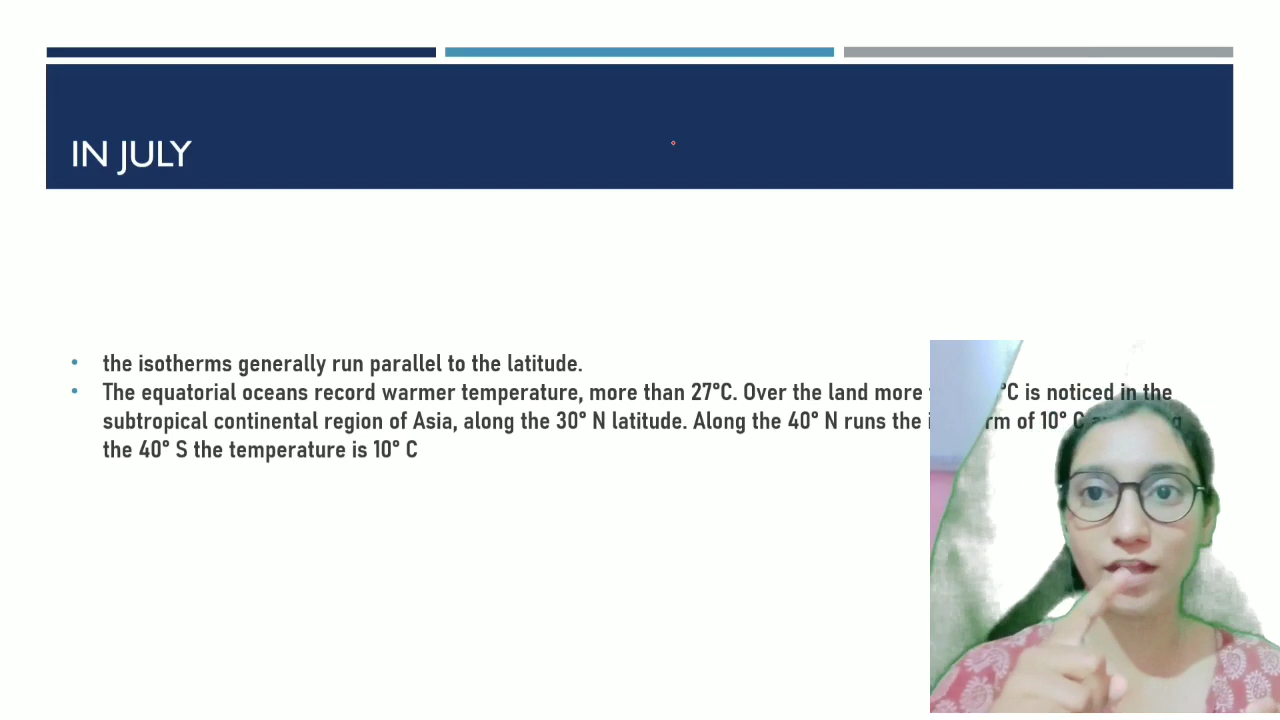 IN JULY
• the isotherms generally run parallel to the latitude.
• The equatorial oceans record warmer temperature, more than 27°C. Over the land more °C is noticed in the
subtropical continental region of Asia, along the 30° N latitude. Along the 40° N runs the of 10° C
the 40° S the temperature is 10° C